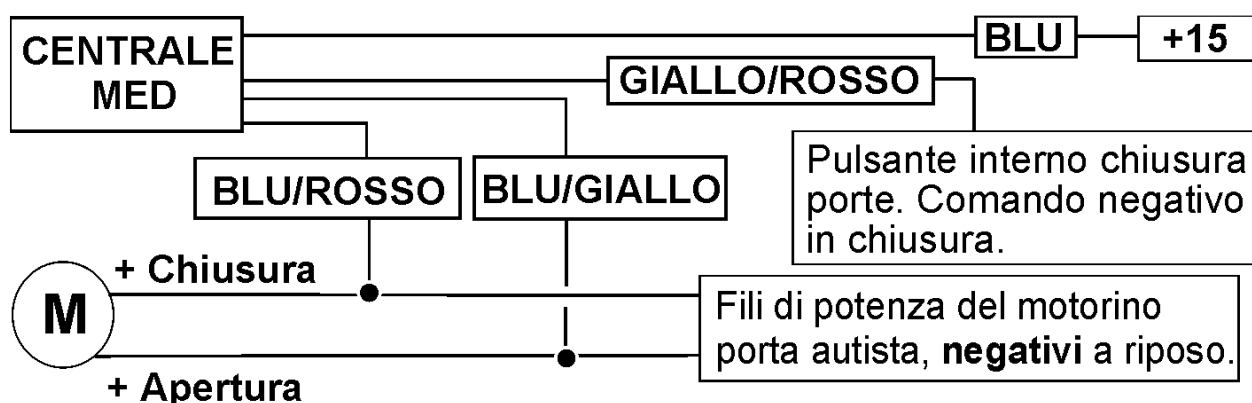 CENTRALE
MED
BLU
+15
GIALLO/ROSSO
BLU/ROSSO
BLU/GIALLO
Pulsante interno chiusura
porte. Comando negativo
in chiusura.
+ Chiusura
M
Fili di potenza del motorino
porta autista, negativi a riposo.
+ Apertura